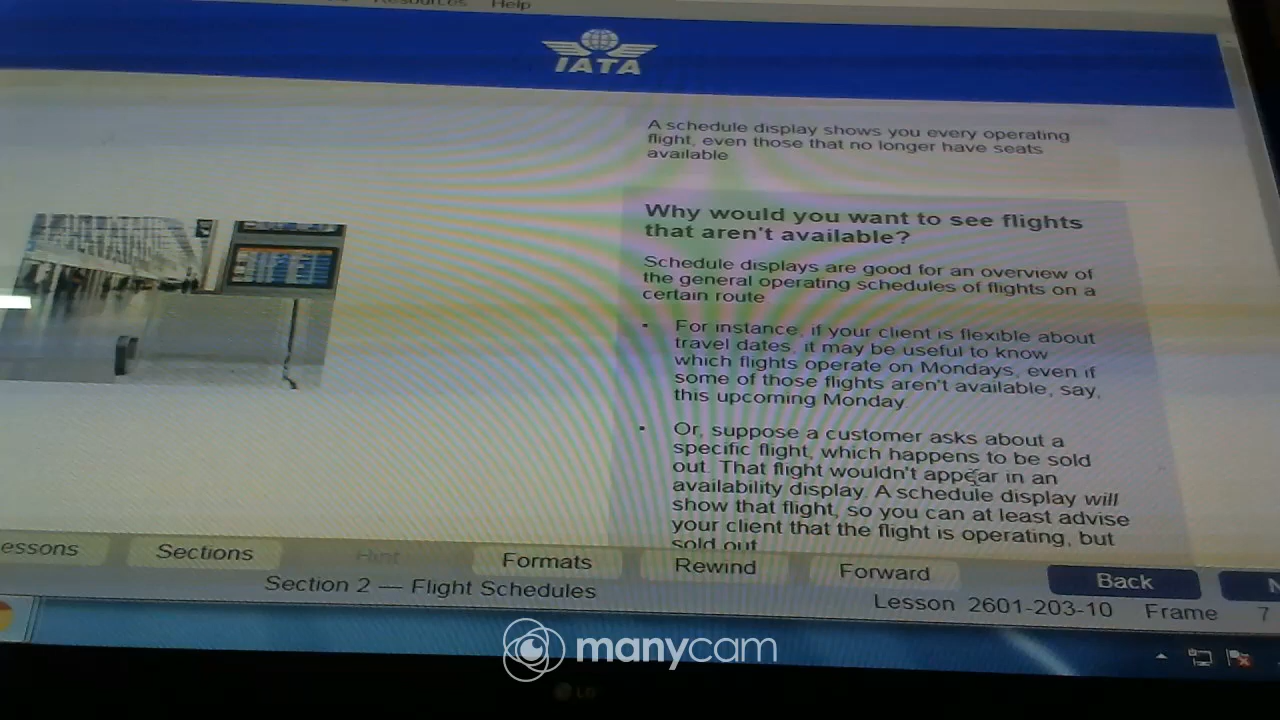 Resources Help
IATA
A schedule display shows you every operating
flight, even those that no longer have seats
available
Why would you want to see flights
that aren't available?
Schedule displays are good for an overview of
the general operating schedules of flights on a
certain route
• For instance, if your client is flexible about
travel dates, it may be useful to know
which flights operate on Mondays, even if
some of those flights aren't available, say,
this upcoming Monday.
• Or, suppose a customer asks about a
specific flight, which happens to be sold
out. That flight wouldn't appear in an
availability display. A schedule display will
show that flight, so you can at least advise
your client that the flight is operating, but
sold out
essons Sections Hint Formats Rewind Forward Back N
Section 2 — Flight Schedules Lesson 2601-203-10 Frame 7
manycam
LG